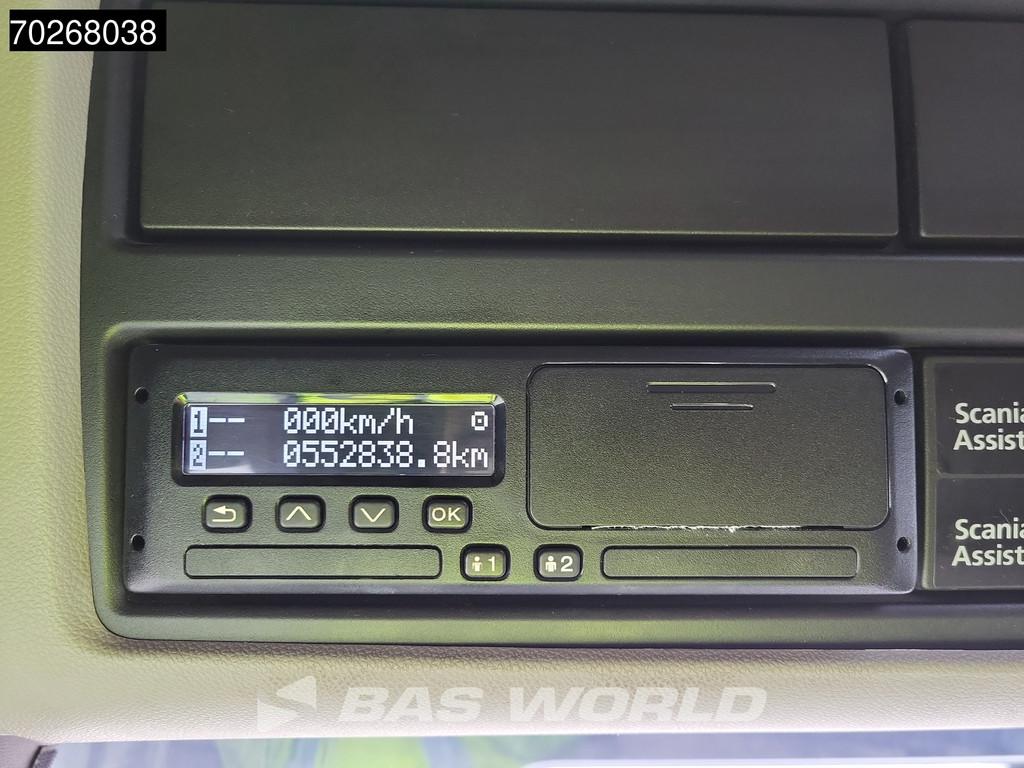 70268038
1-- 000km/h
2-- 0552838.8km
OK
1 2
Scania
Assist
Scania
Assist
BAS WORLD